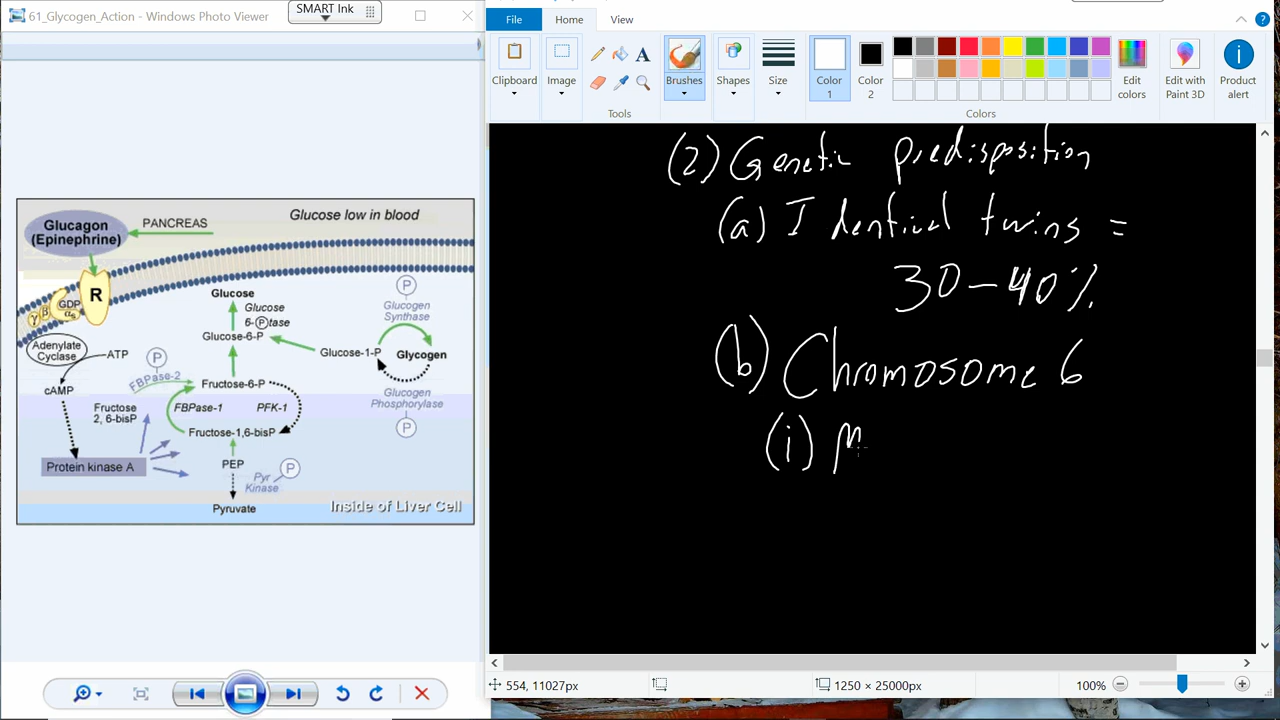 61_Glycogen_Action - Windows Photo Viewer
SMART Ink
File
Home
View
Clipboard
Image
Tools
Brushes
Shapes
Size
Color 1
Color 2
Colors
Edit colors
Edit with Paint 3D
Product alert
Glucagon
(Epinephrine)
PANCREAS
Glucose low in blood
R
GDP
γ β αs
Adenylate
Cyclase
ATP
cAMP
Protein kinase A
P
FBPase-2
Fructose
2, 6-bisP
Glucose
Glucose
6-Ptase
Glucose-6-P
Fructose-6-P
FBPase-1
PFK-1
Fructose-1,6-bisP
PEP
P
Pyr
Kinase
Pyruvate
Glucose-1-P
P
Glucogen
Synthase
Glycogen
Glucogen
Phosphorylase
P
Inside of Liver Cell
(2) Genetic predisposition
(a) Identical twins =
30-40%
(b) Chromosome 6
(i) M
554, 11027px
1250 × 25000px
100%